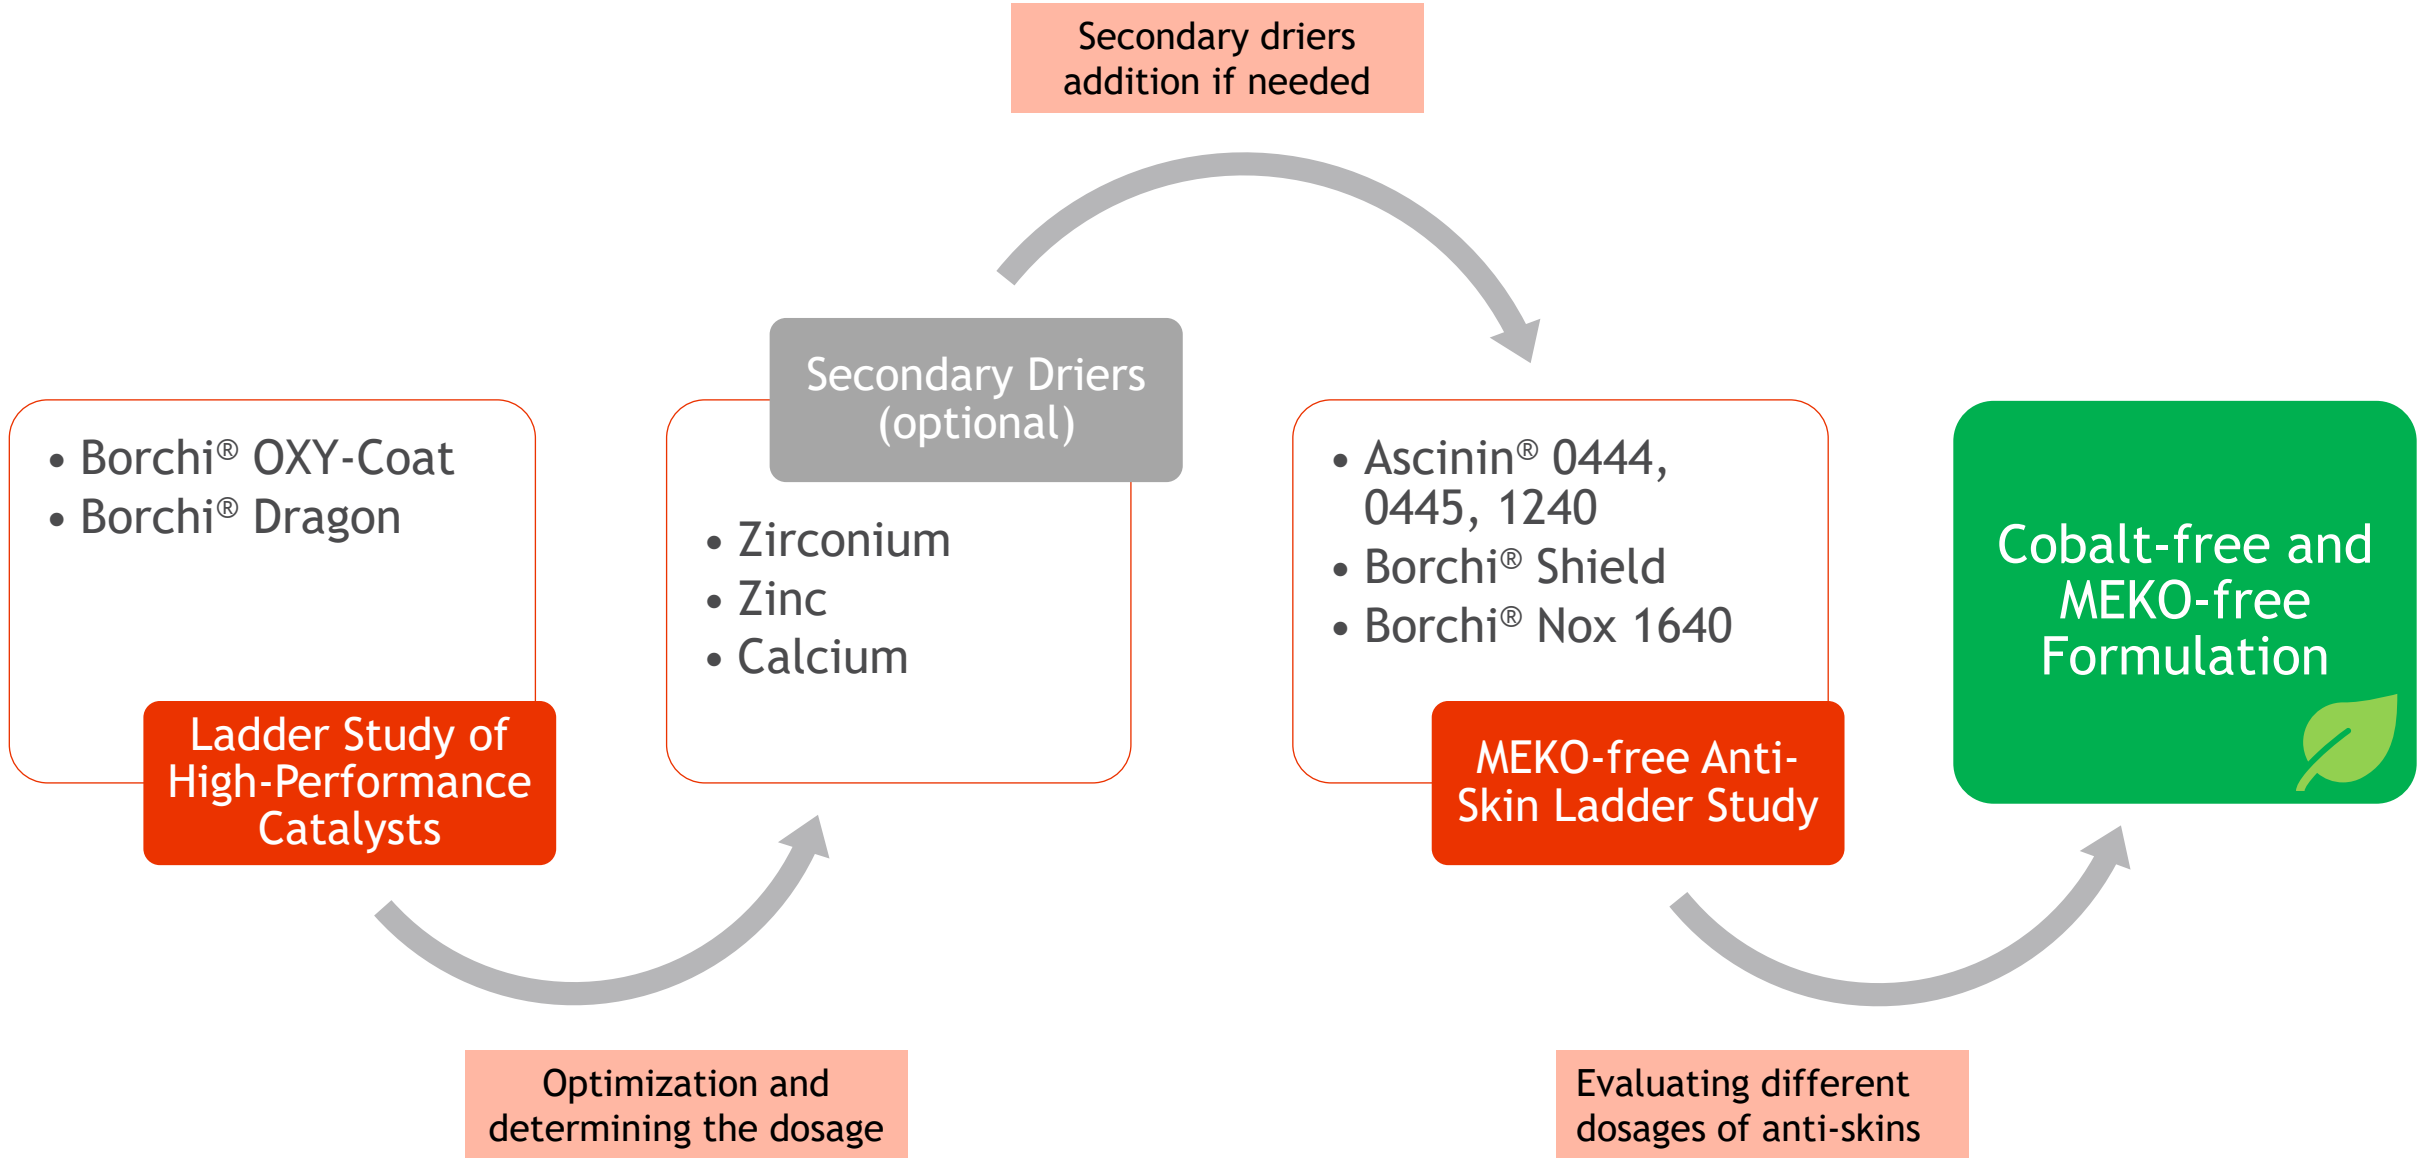 Secondary driers
addition if needed
• Borchi® OXY-Coat
• Borchi® Dragon
Ladder Study of
High-Performance
Catalysts
Optimization and
determining the dosage
Secondary Driers
(optional)
• Zirconium
• Zinc
• Calcium
• Ascinin® 0444,
0445, 1240
• Borchi® Shield
• Borchi® Nox 1640
MEKO-free Anti-
Skin Ladder Study
Evaluating different
dosages of anti-skins
Cobalt-free and
MEKO-free
Formulation